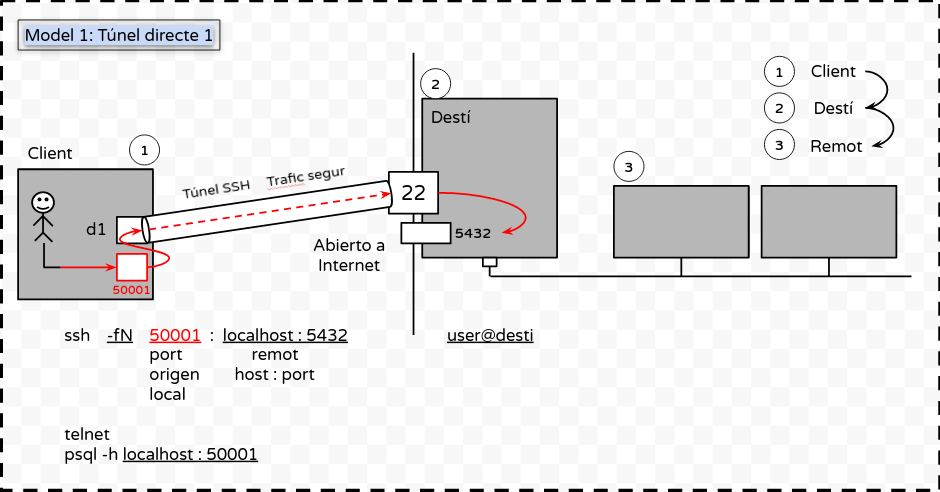 Model 1: Túnel directe 1
1 Client
2 Destí
3 Remot
2
Destí
Client
1
3
Túnel SSH Trafic segur
22
d1
5432
Abierto a
Internet
50001
ssh -fN 50001 : localhost : 5432 user@desti
port remot
origen host : port
local
telnet
psql -h localhost : 50001